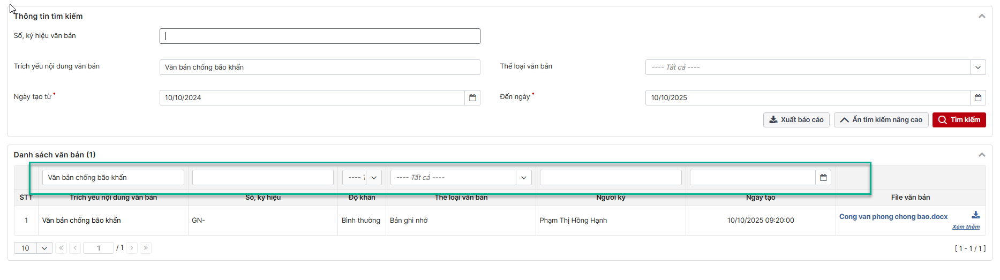 Thông tin tìm kiếm
Số, ký hiệu văn bản
Trích yếu nội dung văn bản
Văn bản chống bão khẩn
Thể loại văn bản
---- Tất cả ----
Ngày tạo từ *
10/10/2024
Đến ngày *
10/10/2025
Xuất báo cáo
Ẩn tìm kiếm nâng cao
Tìm kiếm
Danh sách văn bản (1)
Văn bản chống bão khẩn
----
---- Tất cả ----
STT
Trích yếu nội dung văn bản
Số, ký hiệu
Độ khẩn
Thể loại văn bản
Người ký
Ngày tạo
File văn bản
1
Văn bản chống bão khẩn
GN-
Bình thường
Bản ghi nhớ
Phạm Thị Hồng Hạnh
10/10/2025 09:20:00
Cong van phong chong bao.docx
Xem thêm
10
«
‹
1
/ 1
›
»
[ 1 - 1 / 1 ]